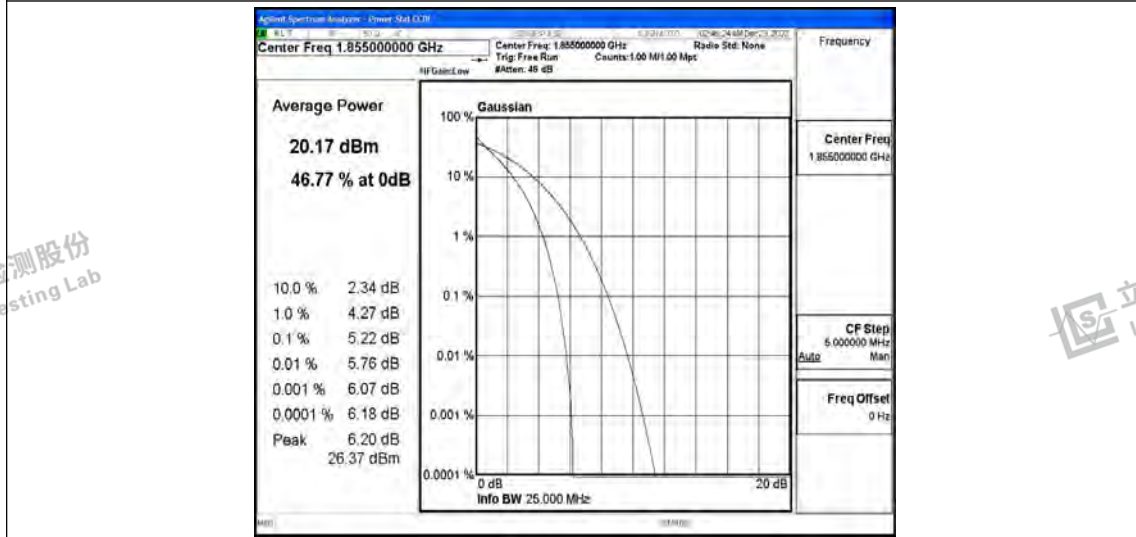 Agilent Spectrum Analyzer - Power Stat CCDF
Center Freq 1.855000000 GHz
Center Freq: 1.855000000 GHz
Radio Std: None
Trig: Free Run
Counts:1.00 M/1.00 Mpt
#IFGain:Low
#Atten: 46 dB
Frequency
Average Power
20.17 dBm
46.77 % at 0dB
10.0 % 2.34 dB
1.0 % 4.27 dB
0.1 % 5.22 dB
0.01 % 5.76 dB
0.001 % 6.07 dB
0.0001 % 6.18 dB
Peak 6.20 dB
26.37 dBm
Gaussian
100 %
10 %
1 %
0.1 %
0.01 %
0.001 %
0.0001 %
0 dB
20 dB
Info BW 25.000 MHz
Center Freq
1.855000000 GHz
CF Step
5.000000 MHz
Auto Man
Freq Offset
0 Hz
MSG
STATUS
测股份
esting Lab
立